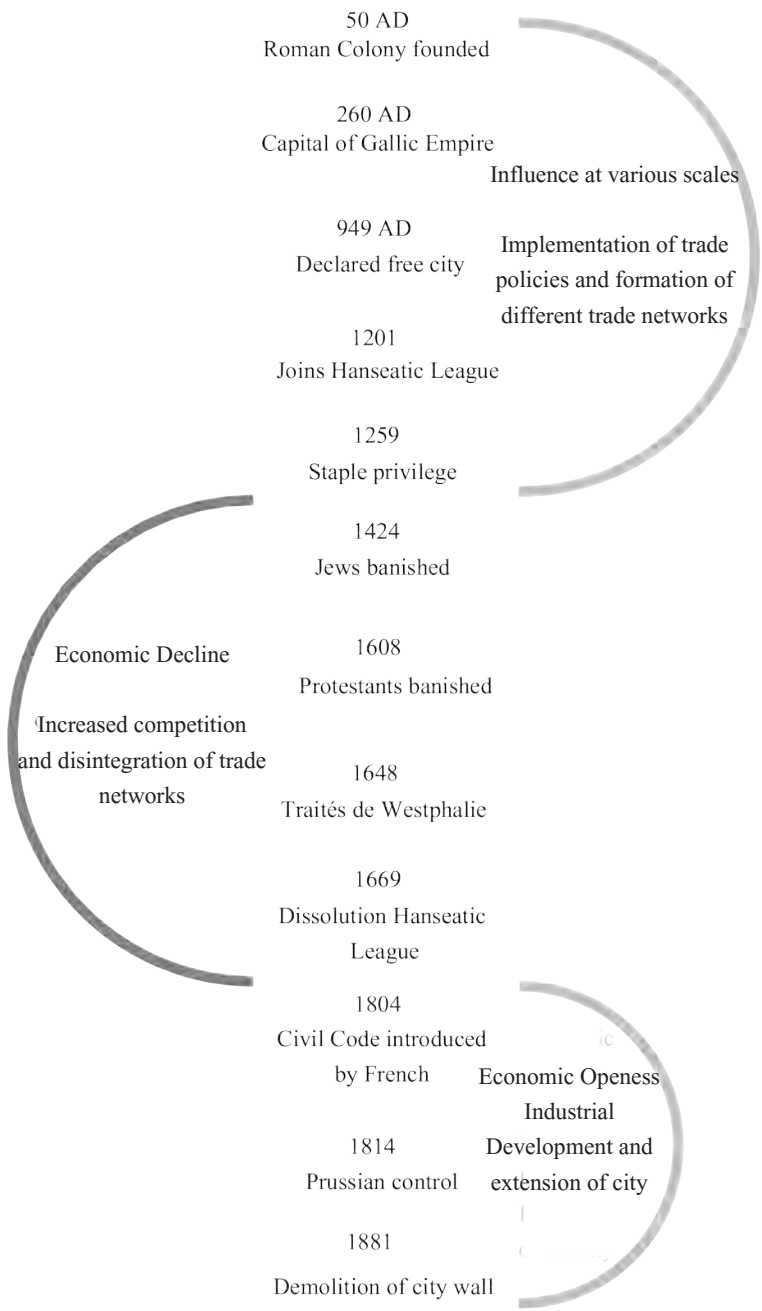 50 AD
Roman Colony founded
260 AD
Capital of Gallic Empire
Influence at various scales
949 AD
Declared free city
Implementation of trade
policies and formation of
different trade networks
1201
Joins Hanseatic League
1259
Staple privilege
1424
Jews banished
Economic Decline
Increased competition
and disintegration of trade
networks
1608
Protestants banished
1648
Traités de Westphalie
1669
Dissolution Hanseatic
League
1804
Civil Code introduced
by French
Economic Openess
Industrial
Development and
extension of city
1814
Prussian control
1881
Demolition of city wall